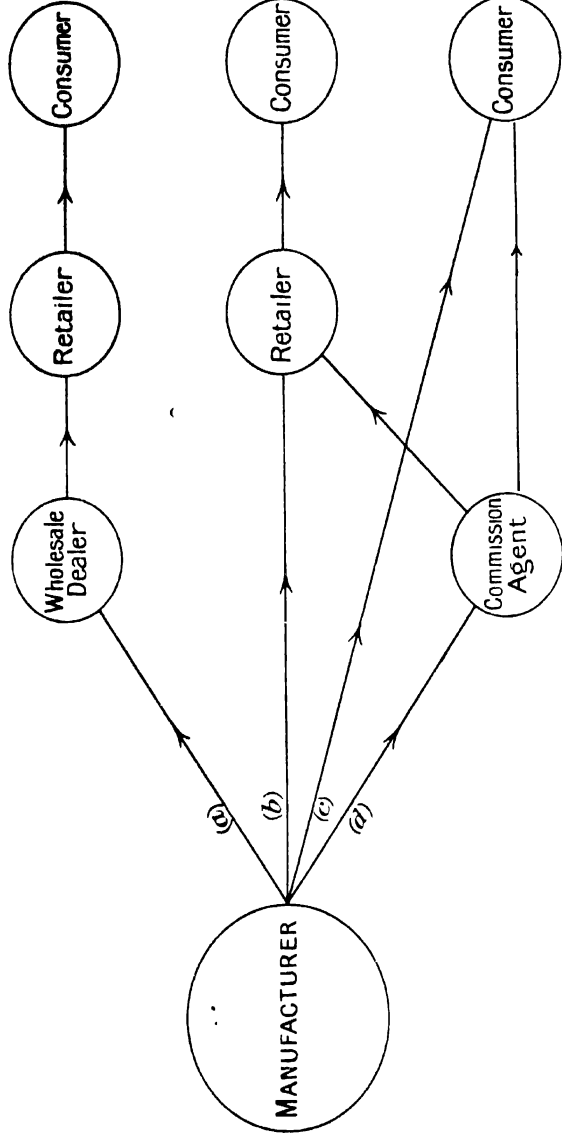 MANUFACTURER
(a)
(b)
(c)
(d)
Wholesale
Dealer
Retailer
Consumer
Retailer
Consumer
Commission
Agent
Consumer